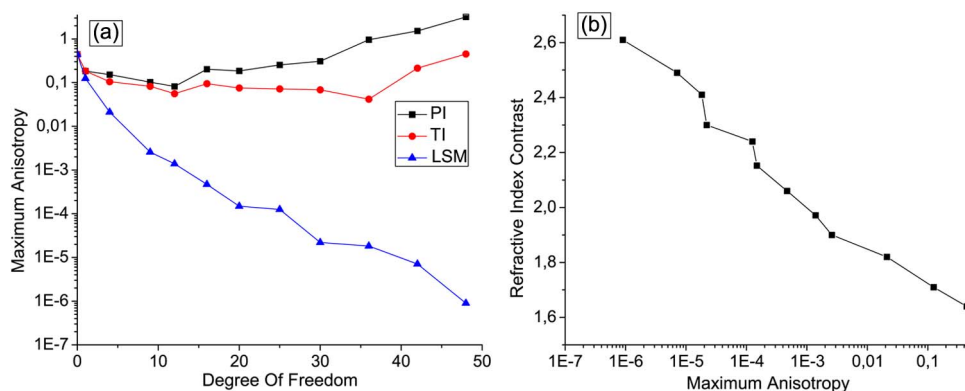 (a)
Maximum Anisotropy
1
0,1
0,01
1E-3
1E-4
1E-5
1E-6
1E-7
0
10
20
30
40
50
Degree Of Freedom
PI
TI
LSM
(b)
Refractive Index Contrast
2,6
2,4
2,2
2,0
1,8
1,6
1E-7
1E-6
1E-5
1E-4
1E-3
0,01
0,1
Maximum Anisotropy